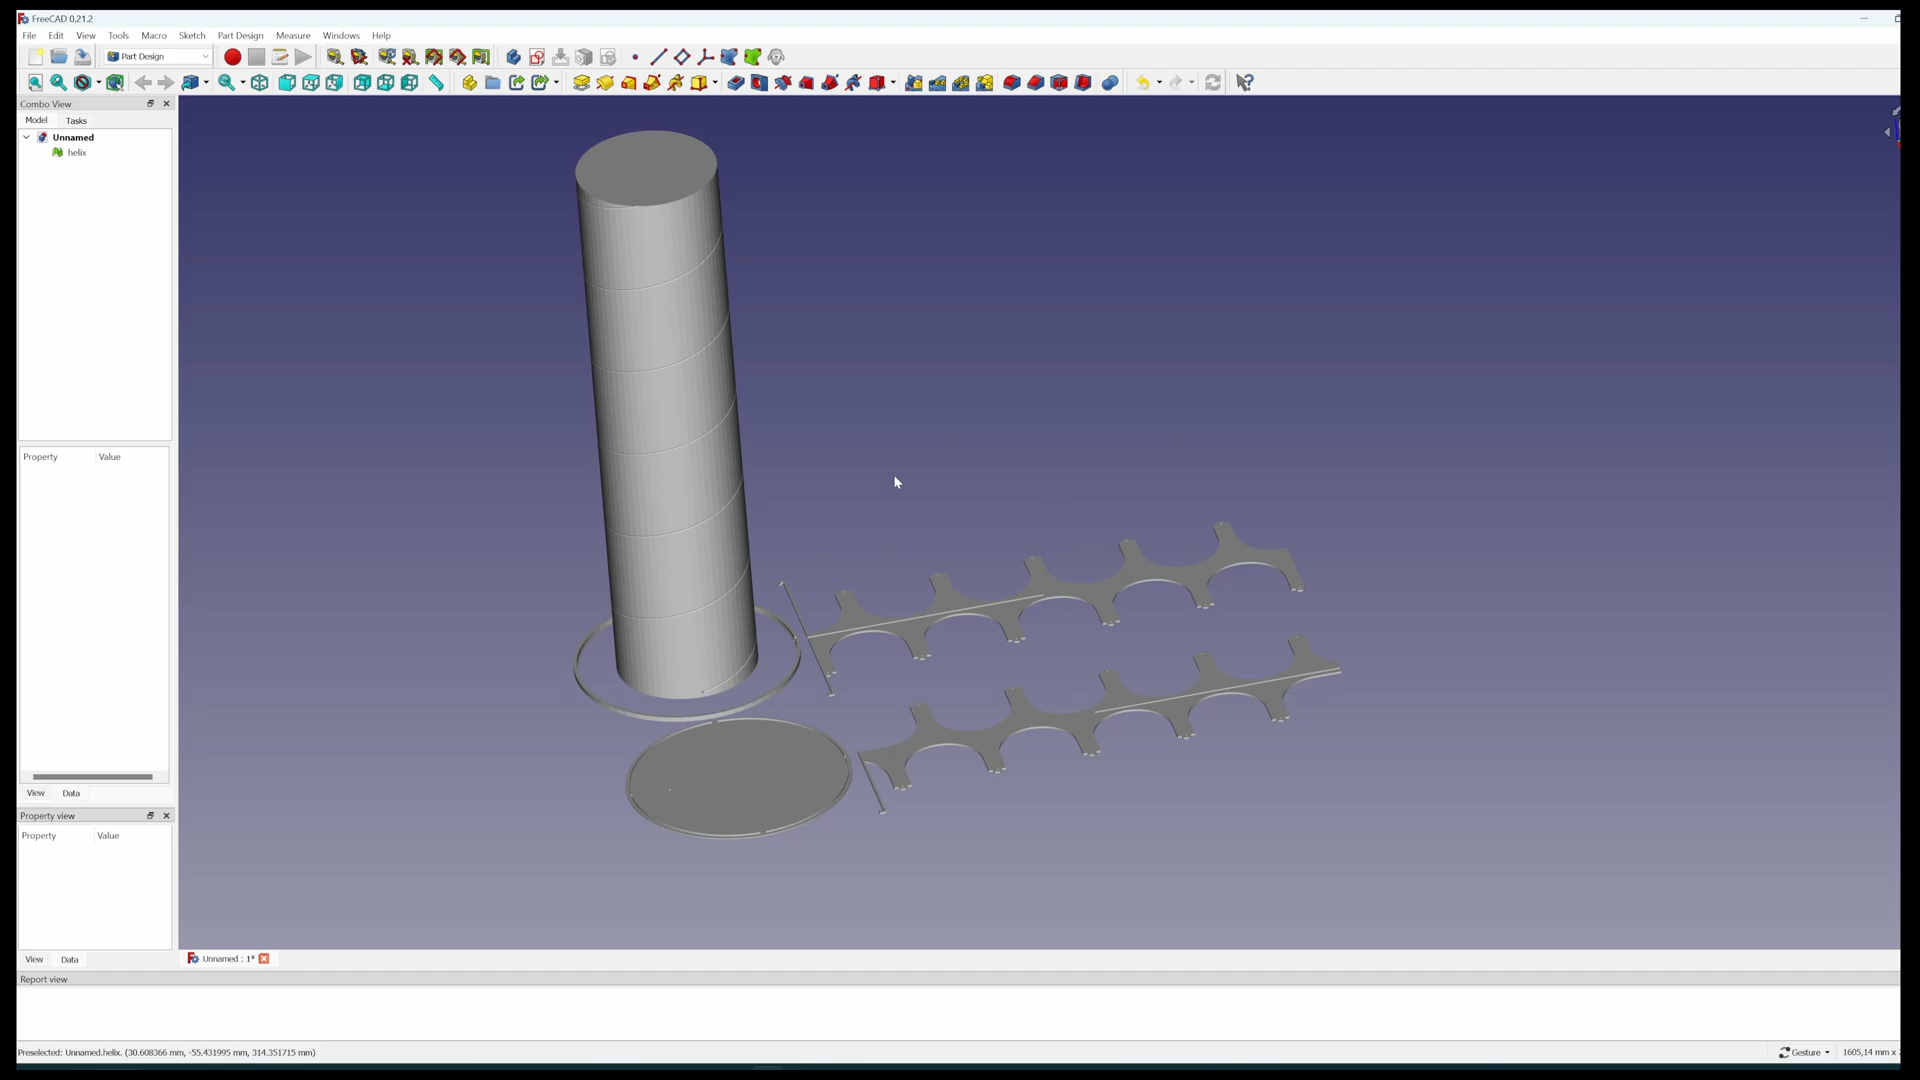 FreeCAD 0.21.2
File Edit View Tools Macro Sketch Part Design Measure Windows Help
Part Design
Combo View
Model Tasks
Unnamed
helix
Property Value
View Data
Property view
Property Value
View Data
Unnamed : 1*
Report view
Preselected: Unnamed.helix. (30.608366 mm, -55.431995 mm, 314.351715 mm)
Gesture
1605,14 mm x